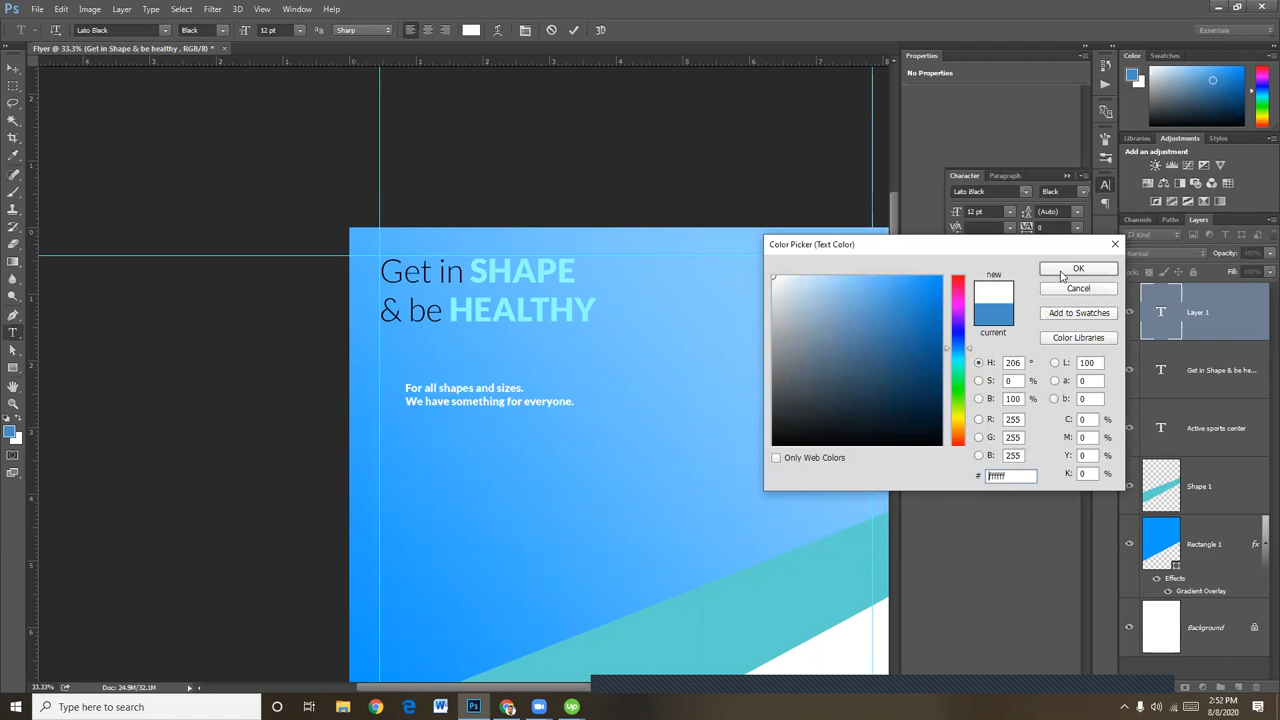 Ps File Edit Image Layer Type Select Filter 3D View Window Help
T Lato Black Black 12 pt aa Sharp 3D Essentials
Flyer @ 33.3% (Get in Shape & be healthy , RGB/8) * ×
Properties
No Properties
Color Swatches
Libraries Adjustments Styles
Add an adjustment
Character Paragraph
Lato Black Black
12 pt (Auto)
0
Channels Paths Layers
Kind
Normal Opacity:
Locks Fill: 100%
Layer 1
Get in Shape & be he...
Active sports center
Shape 1
Rectangle 1 fx
Effects
Gradient Overlay
Background
Get in SHAPE
& be HEALTHY
For all shapes and sizes.
We have something for everyone.
Color Picker (Text Color)
new
current
OK
Cancel
Add to Swatches
Color Libraries
H: 206 ° L: 100
S: 0 % a: 0
B: 100 % b: 0
R: 255 C: 0 %
G: 255 M: 0 %
B: 255 Y: 0 %
# ffffff K: 0 %
Only Web Colors
33.33% Doc: 24.9M/32.1M
Type here to search
2:52 PM
8/8/2020